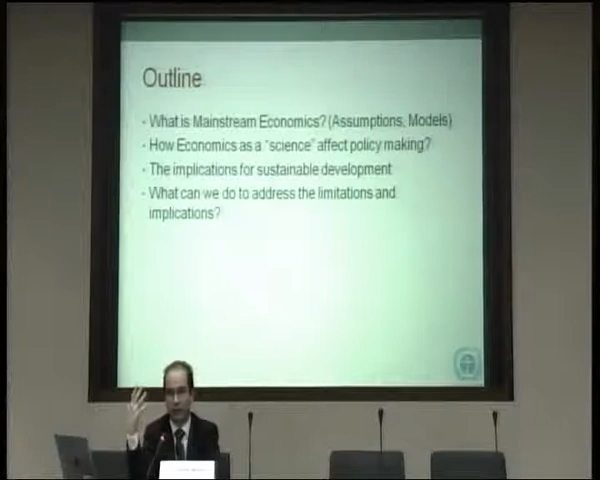 Outline
· What is Mainstream Economics? (Assumptions, Models)
· How Economics as a "science" affect policy making?
· The implications for sustainable development
· What can we do to address the limitations and
implications?